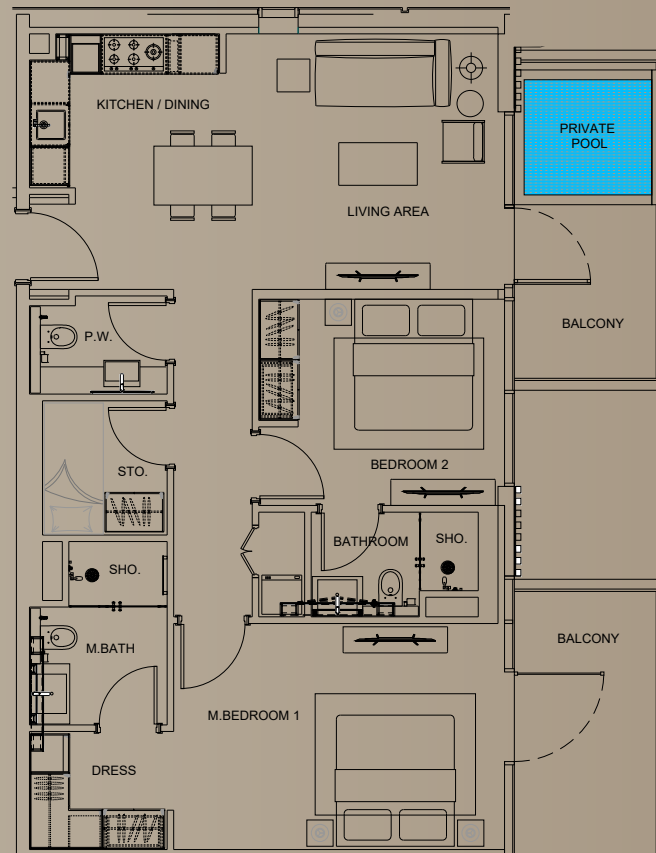 KITCHEN / DINING
PRIVATE
POOL
LIVING AREA
BALCONY
P.W.
BEDROOM 2
STO.
BATHROOM
SHO.
SHO.
M.BATH
BALCONY
M.BEDROOM 1
DRESS